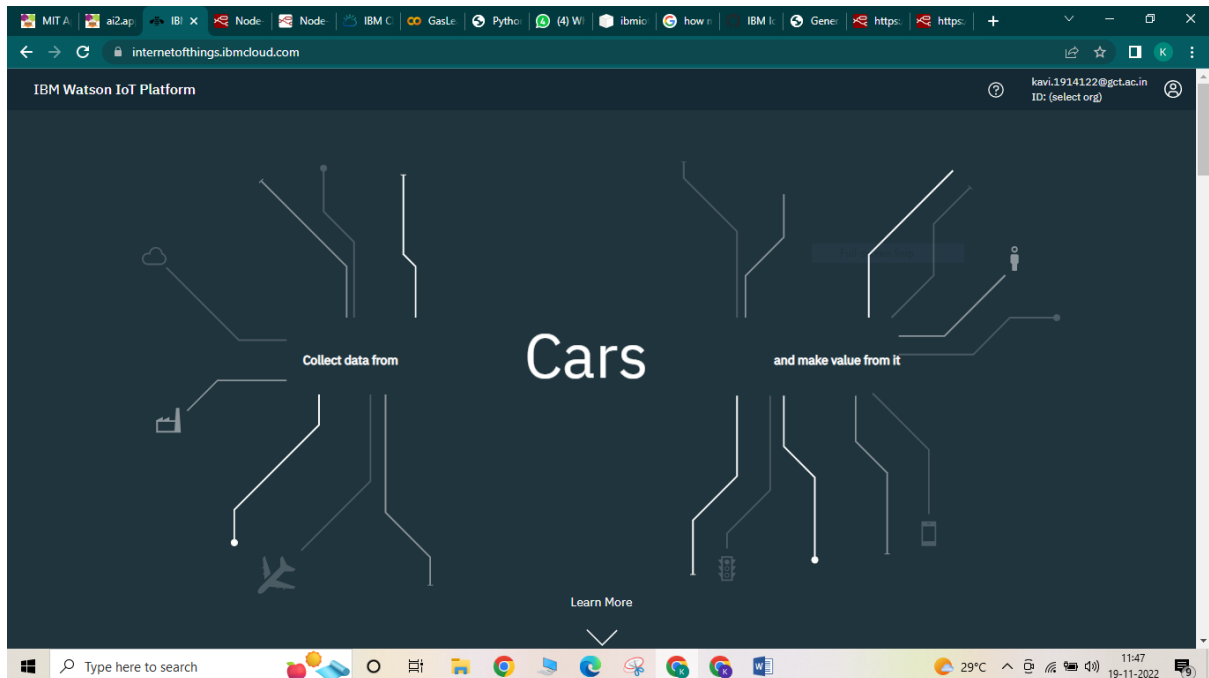 MIT A
ai2.ap
IBI
Node-
Node-
IBM C
GasLe
Pytho
(4) W
ibmio
how n
IBM Ic
Gener
https:
https:
internetofthings.ibmcloud.com
K
IBM Watson IoT Platform
kavi.1914122@gct.ac.in
ID: (select org)
Collect data from
Cars
and make value from it
Learn More
Type here to search
29°C
11:47
19-11-2022
9